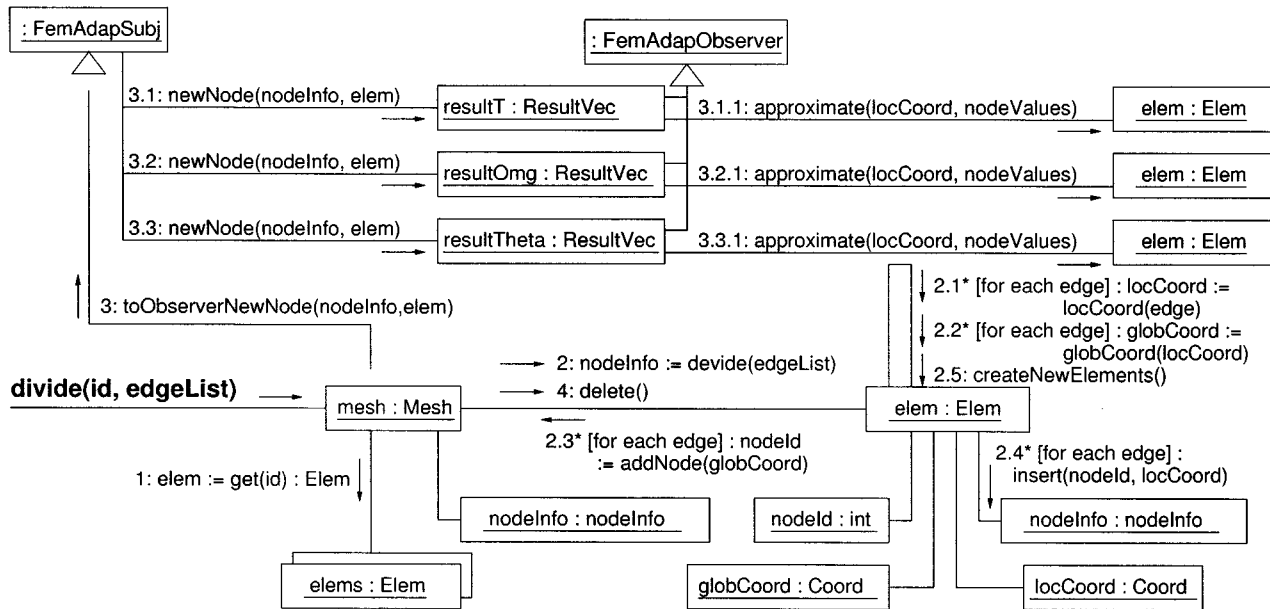 : FemAdapSubj
: FemAdapObserver
3.1: newNode(nodeInfo, elem)
resultT : ResultVec
3.1.1: approximate(locCoord, nodeValues)
elem : Elem
3.2: newNode(nodeInfo, elem)
resultOmg : ResultVec
3.2.1: approximate(locCoord, nodeValues)
elem : Elem
3.3: newNode(nodeInfo, elem)
resultTheta : ResultVec
3.3.1: approximate(locCoord, nodeValues)
elem : Elem
3: toObserverNewNode(nodeInfo,elem)
2.1* [for each edge] : locCoord :=
locCoord(edge)
2.2* [for each edge] : globCoord :=
globCoord(locCoord)
2.5: createNewElements()
divide(id, edgeList)
2: nodeInfo := devide(edgeList)
4: delete()
mesh : Mesh
elem : Elem
2.3* [for each edge] : nodeId
:= addNode(globCoord)
2.4* [for each edge] :
insert(nodeId, locCoord)
1: elem := get(id) : Elem
nodeInfo : nodeInfo
nodeId : int
nodeInfo : nodeInfo
elems : Elem
globCoord : Coord
locCoord : Coord